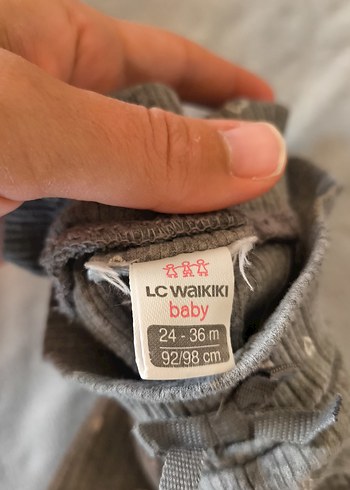 LC WAIKIKI
baby
24 - 36 m
92/98 cm